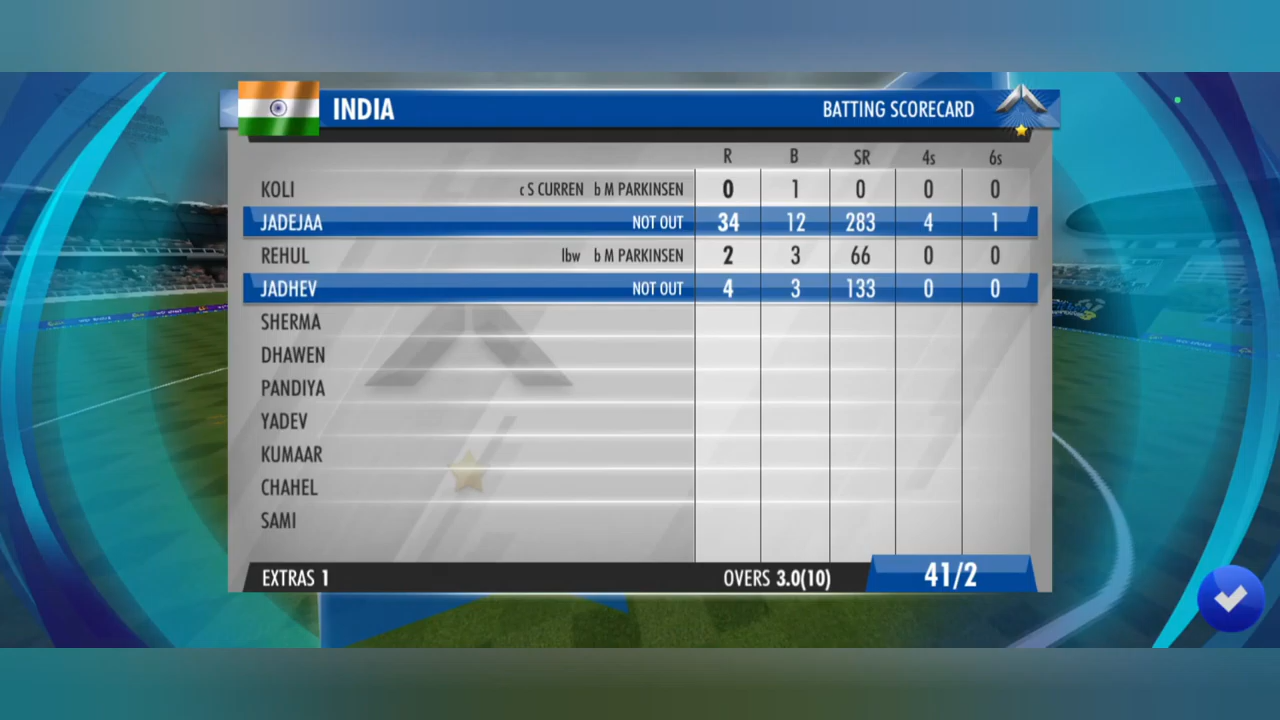 INDIA BATTING SCORECARD
R B SR 4s 6s
KOLI c S CURREN b M PARKINSEN 0 1 0 0 0
JADEJAA NOT OUT 34 12 283 4 1
REHUL lbw b M PARKINSEN 2 3 66 0 0
JADHEV NOT OUT 4 3 133 0 0
SHERMA
DHAWEN
PANDIYA
YADEV
KUMAAR
CHAHEL
SAMI
EXTRAS 1 OVERS 3.0(10) 41/2